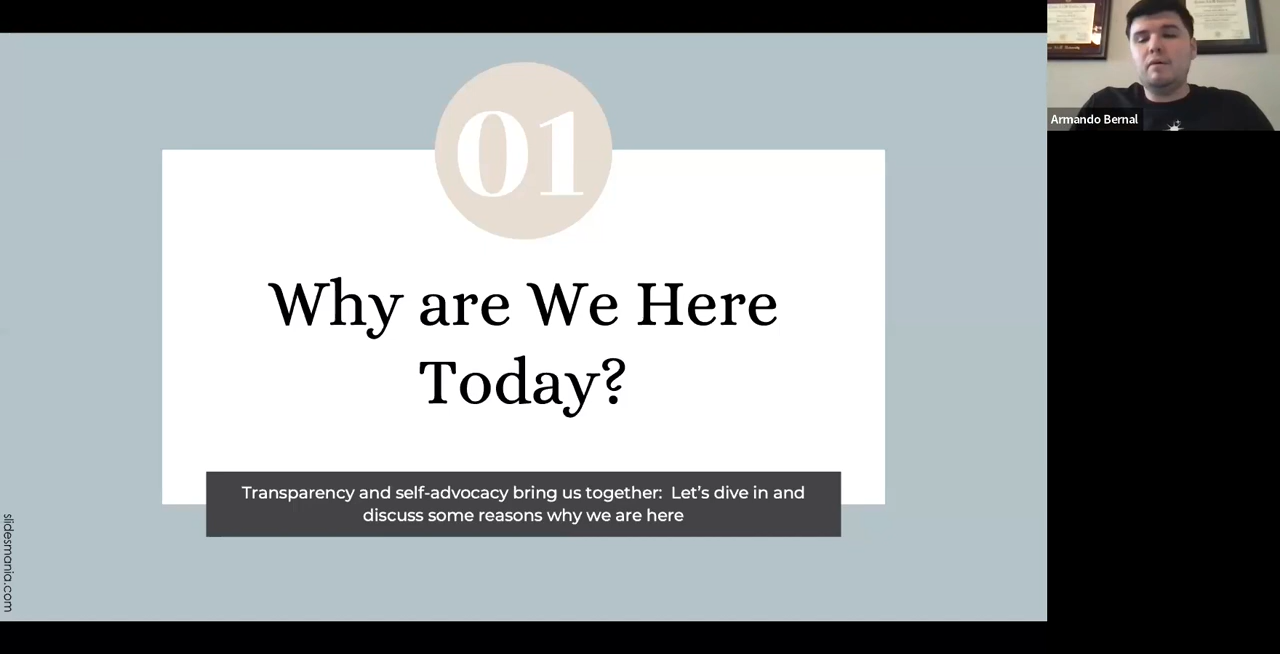 01
Why are We Here
Today?
Transparency and self-advocacy bring us together:  Let's dive in and
discuss some reasons why we are here
slidesmania.com
Armando Bernal